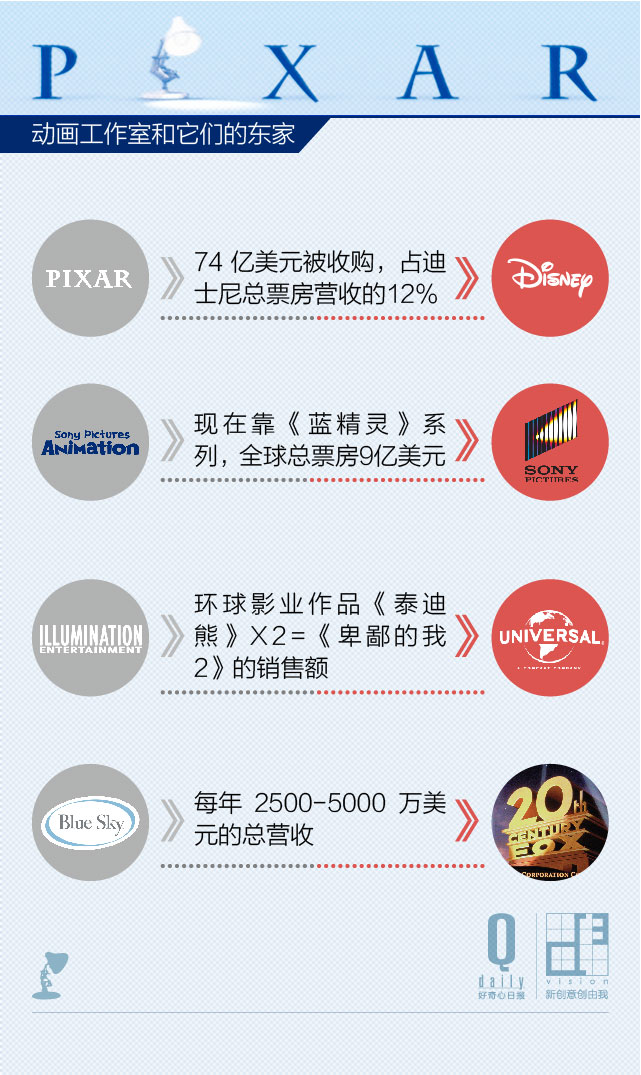 PIXAR
动画工作室和它们的东家
PIXAR
74 亿美元被收购，占迪
士尼总票房营收的12%
Disney
Sony Pictures
Animation
现在靠《蓝精灵》系
列，全球总票房9亿美元
SONY
PICTURES
ILLUMINATION
ENTERTAINMENT
环球影业作品《泰迪
熊》X2=《卑鄙的我
2》的销售额
UNIVERSAL
Blue Sky
每年 2500-5000 万美
元的总营收
20th
CENTURY
FOX
Q
daily
好奇心日报
vision
新创意创由我